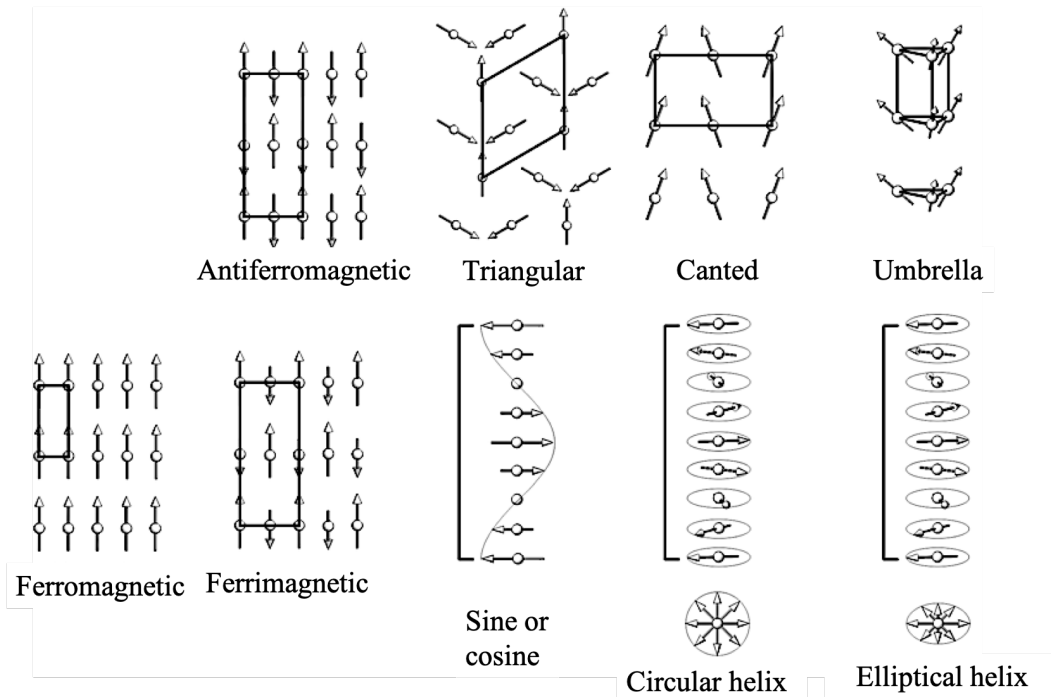 Antiferromagnetic
Triangular
Canted
Umbrella
Ferromagnetic
Ferrimagnetic
Sine or
cosine
Circular helix
Elliptical helix